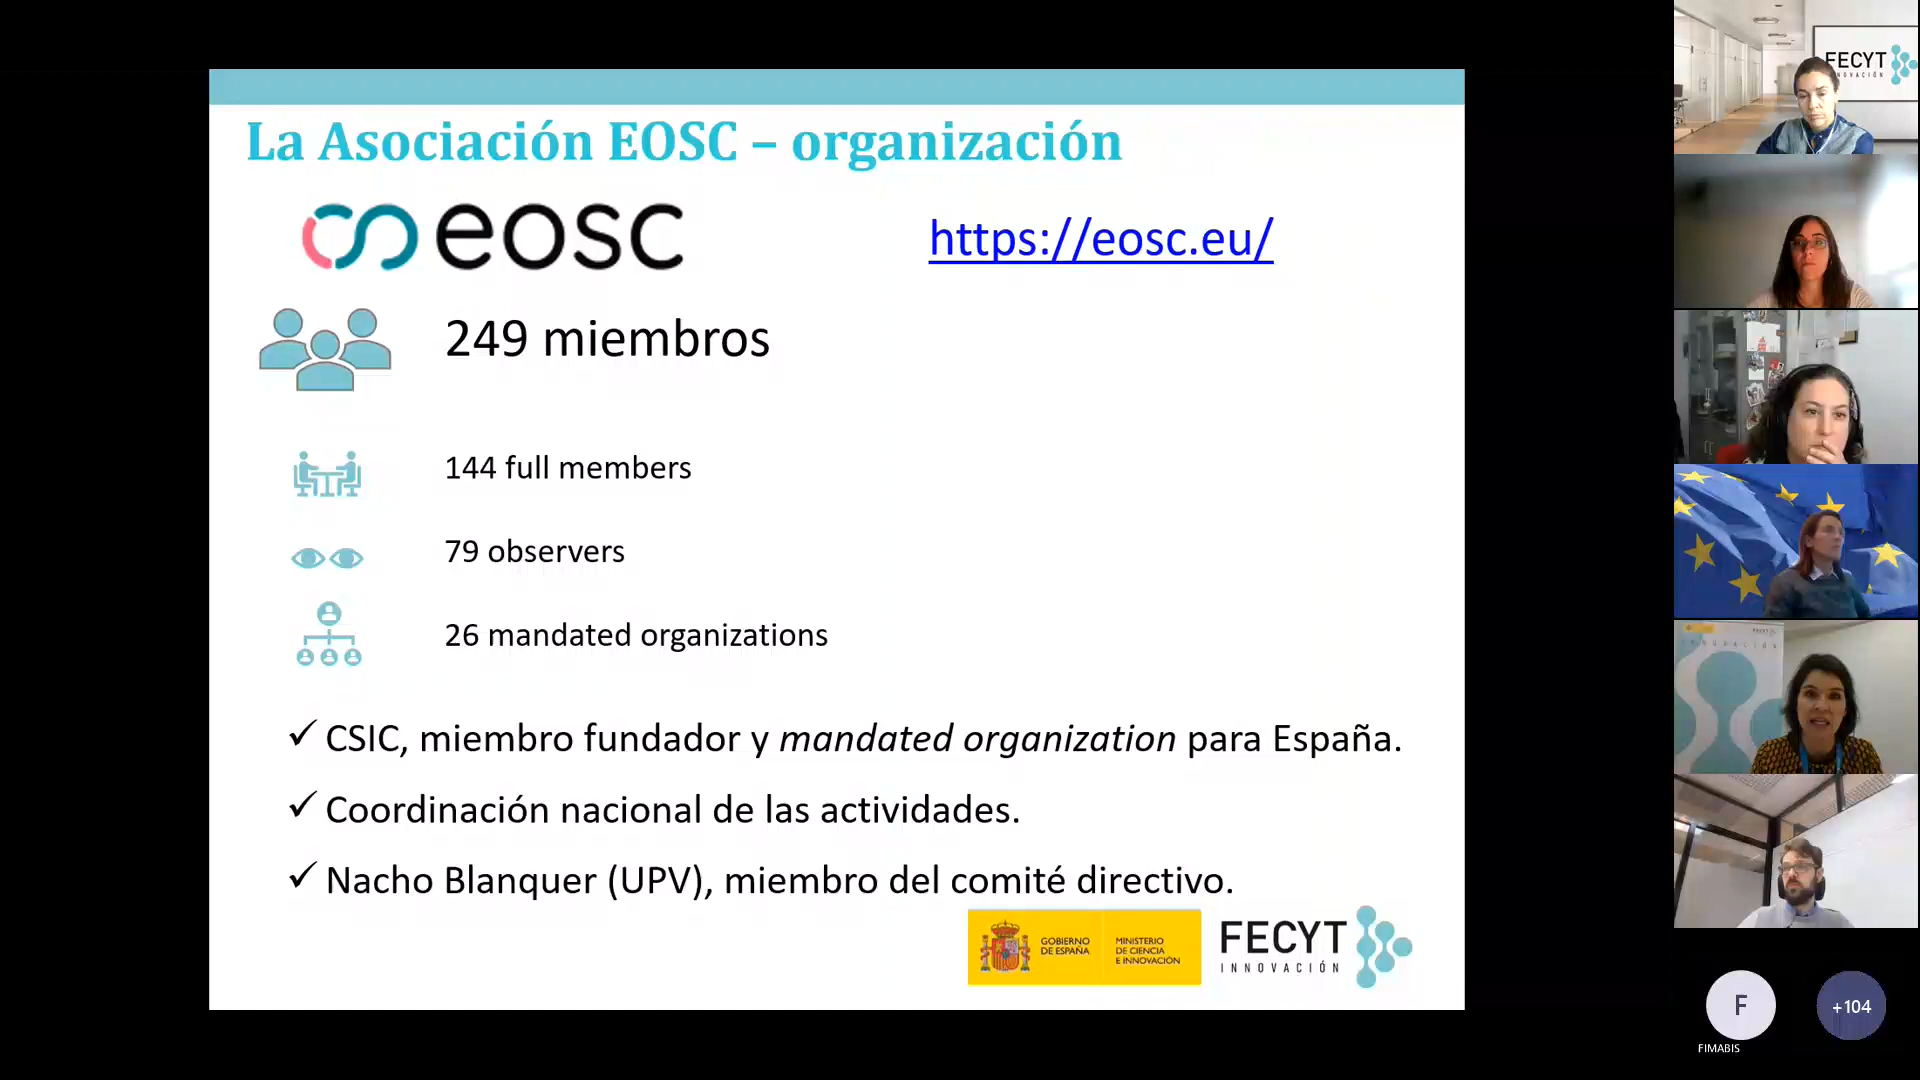 La Asociación EOSC – organización
eosc
https://eosc.eu/
249 miembros
144 full members
79 observers
26 mandated organizations
✓ CSIC, miembro fundador y mandated organization para España.
✓ Coordinación nacional de las actividades.
✓ Nacho Blanquer (UPV), miembro del comité directivo.
GOBIERNO
DE ESPAÑA
MINISTERIO
DE CIENCIA
E INNOVACIÓN
FECYT
INNOVACIÓN
FECYT
F
+104
FIMABIS